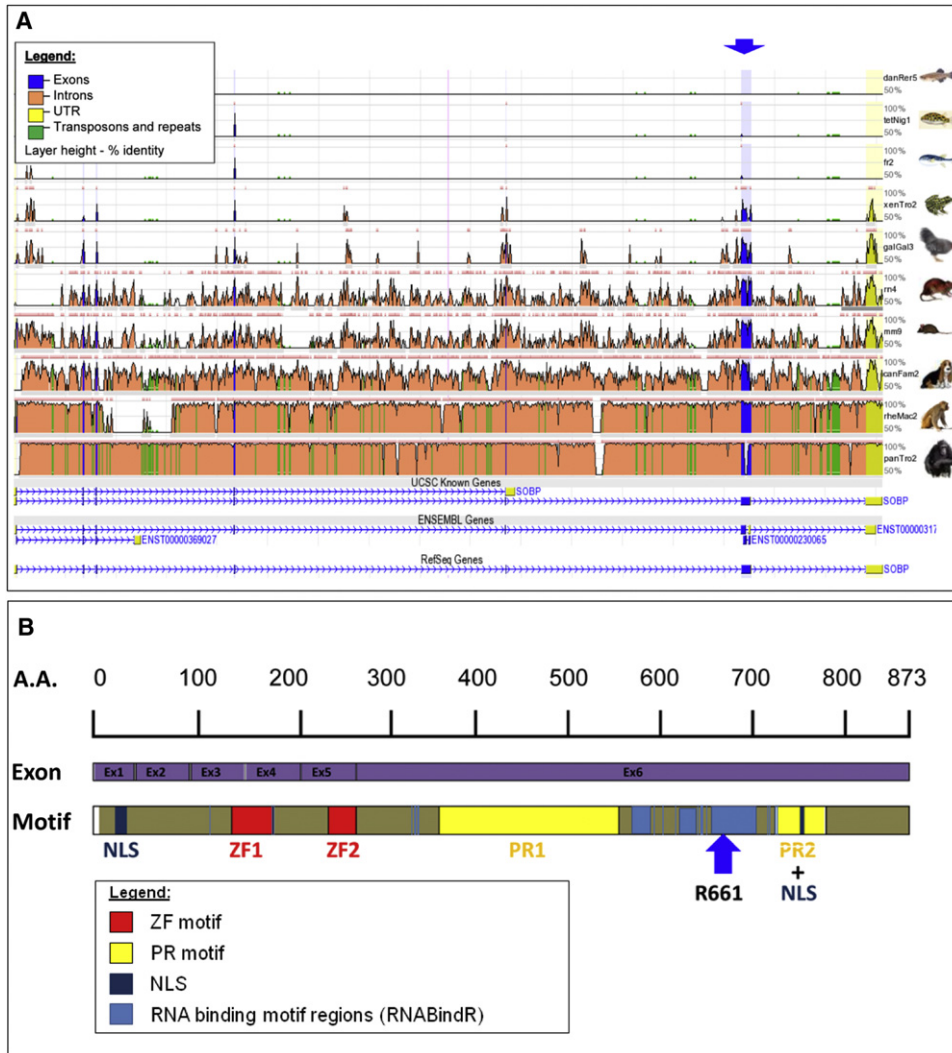 A
Legend:
Exons
Introns
UTR
Transposons and repeats
Layer height - % identity
danRer5
50%
100%
tetNig1
50%
100%
fr2
50%
100%
xenTro2
50%
100%
galGal3
50%
100%
rn4
50%
100%
mm9
50%
100%
canFam2
50%
100%
rheMac2
50%
100%
panTro2
50%
UCSC Known Genes
SOBP
SOBP
ENSEMBL Genes
ENST00000317
ENST00000369027
ENST00000230065
RefSeq Genes
SOBP
B
A.A. 0 100 200 300 400 500 600 700 800 873
Exon Ex1 Ex2 Ex3 Ex4 Ex5 Ex6
Motif
NLS ZF1 ZF2 PR1 PR2
+
R661 NLS
Legend:
ZF motif
PR motif
NLS
RNA binding motif regions (RNABindR)